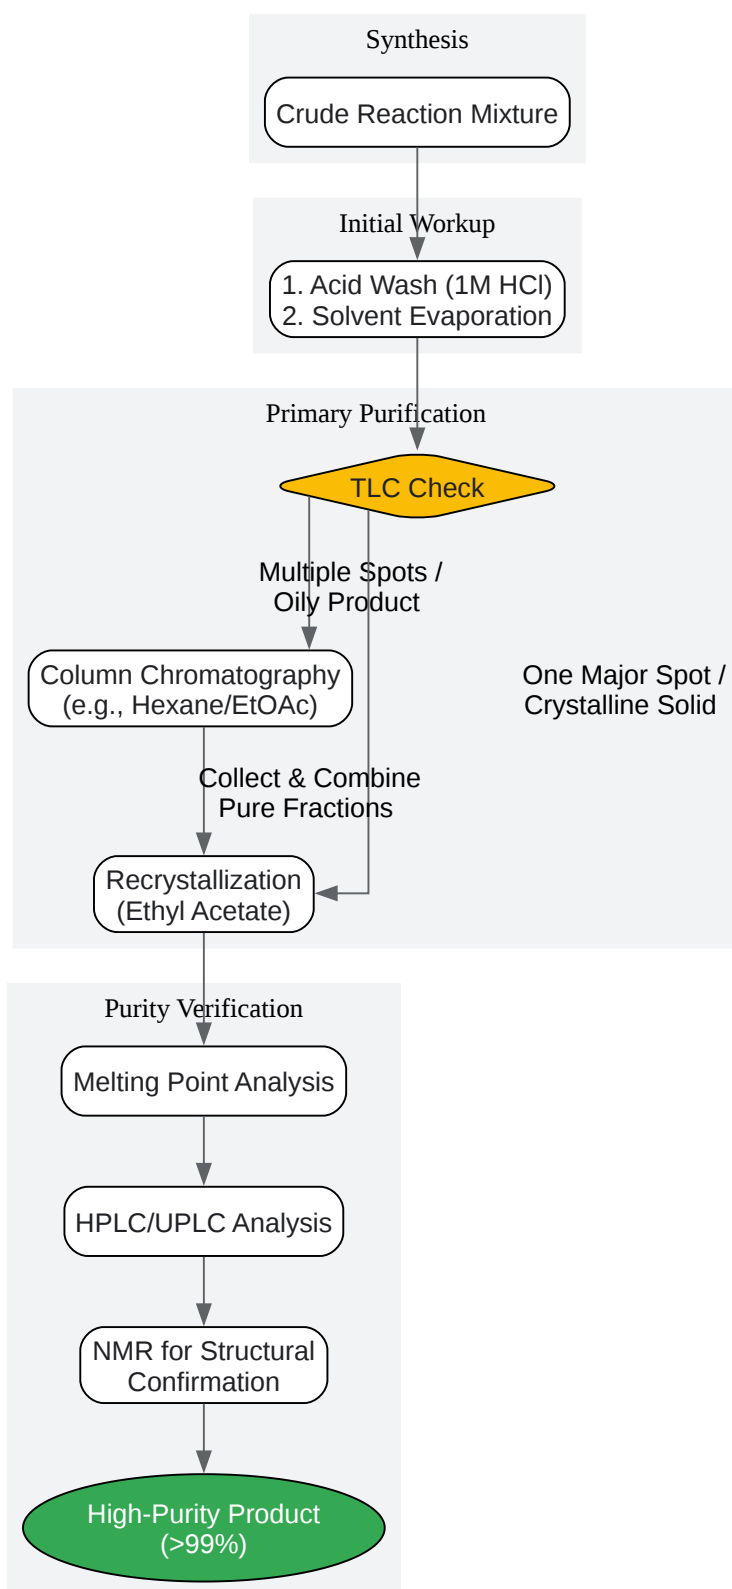 Synthesis
Crude Reaction Mixture
Initial Workup
1. Acid Wash (1M HCl)
2. Solvent Evaporation
Primary Purification
TLC Check
Multiple Spots /
Oily Product
Column Chromatography
(e.g., Hexane/EtOAc)
One Major Spot /
Crystalline Solid
Collect & Combine
Pure Fractions
Recrystallization
(Ethyl Acetate)
Purity Verification
Melting Point Analysis
HPLC/UPLC Analysis
NMR for Structural
Confirmation
High-Purity Product
(>99%)